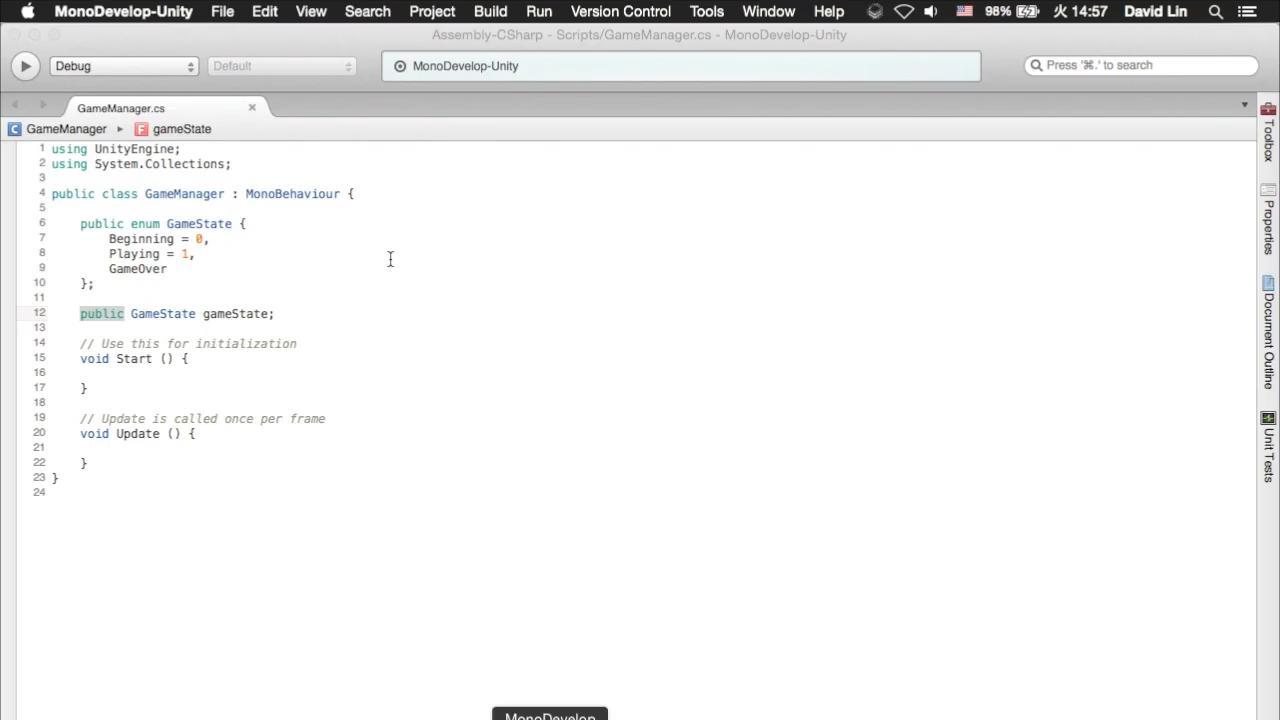 MonoDevelop-Unity File Edit View Search Project Build Run Version Control Tools Window Help 98% 火 14:57 David Lin
Assembly-CSharp - Scripts/GameManager.cs - MonoDevelop-Unity
Debug Default MonoDevelop-Unity Press '⌘.' to search
GameManager.cs
C GameManager F gameState
1 using UnityEngine;
2 using System.Collections;
3
4 public class GameManager : MonoBehaviour {
5
6 public enum GameState {
7 Beginning = 0,
8 Playing = 1,
9 GameOver
10 };
11
12 public GameState gameState;
13
14 // Use this for initialization
15 void Start () {
16
17 }
18
19 // Update is called once per frame
20 void Update () {
21
22 }
23 }
24
Toolbox
Properties
Document Outline
Unit Tests
MonoDevelop